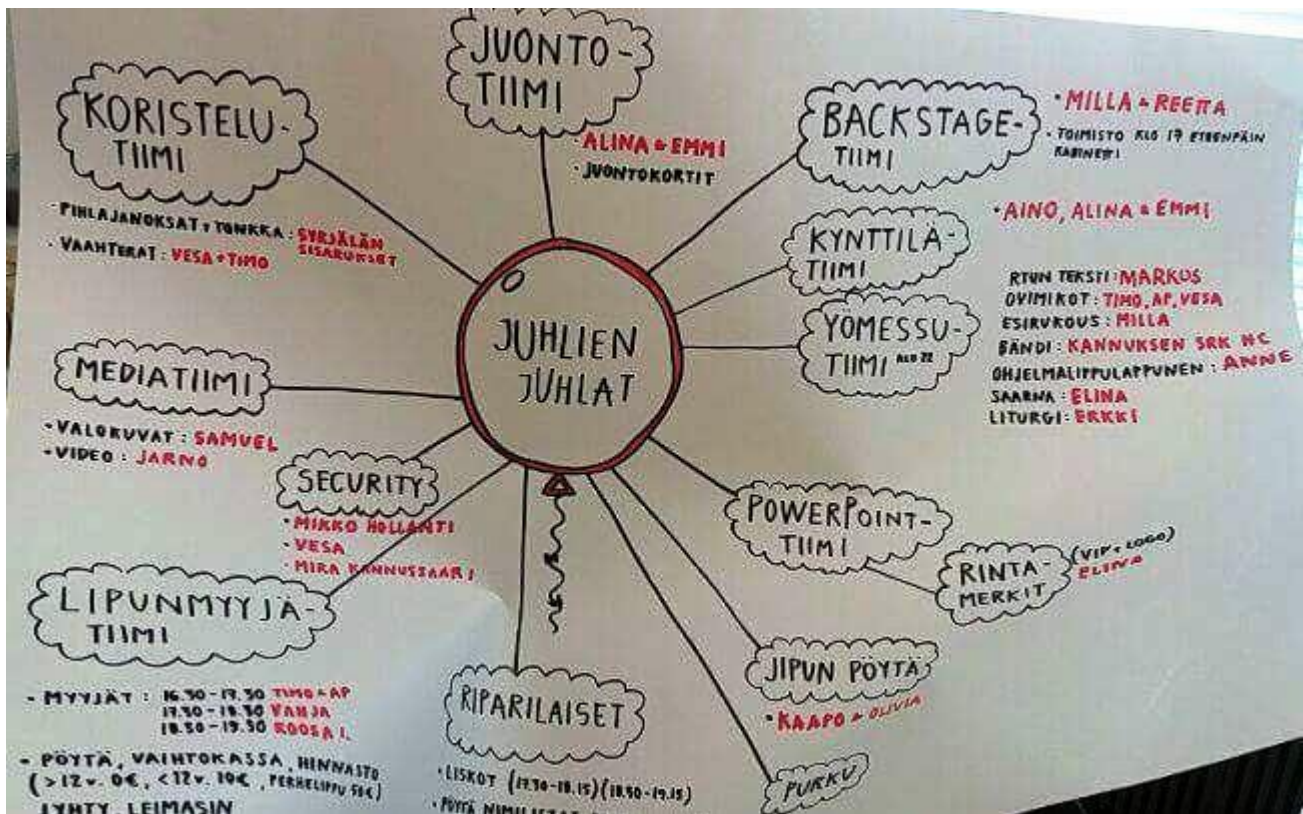 JUONTO-
TIIMI
• ALINA & EMMI
• JUONTOKORTIT
KORISTELU-
TIIMI
• PIHLAJANOKSAT + TONKKA : SYRJÄLÄN
SISARUKSET
• VAAHTERAT : VESA + TIMO
BACKSTAGE-
TIIMI
• MILLA & REETTA
• TOIMISTO KLO 17 ETEENPÄIN
KABINETTI
KYNTTILÄ-
TIIMI
• AINO, ALINA & EMMI
YÖMESSU-
TIIMI KLO 22
RTUN TEKSTI : MARKUS
OVIMIKOT : TIMO, AP, VESA
ESIRUKOUS : MILLA
BÄNDI : KANNUKSEN SRK NC
OHJELMALIPPULAPPUNEN : ANNE
SAARNA : ELINA
LITURGI : ERKKI
JUHLIEN
JUHLAT
MEDIATIIMI
• VALOKUVAT : SAMUEL
• VIDEO : JARNO
SECURITY
• MIKKO HOLLANTI
• VESA
• MIRA KANNUSSAARI
POWERPOINT-
TIIMI
RINTA-
MERKIT
(VIP + LOGO)
ELINA
LIPUNMYYJÄ-
TIIMI
- MYYJÄT : 16.30-17.30 TIMO & AP
17.30-18.30 VANJA
18.30-19.30 ROOSA I.
- PÖYTÄ, VAIHTOKASSA, HINNASTO
(>12 v. 0€, <12 v. 10€, PERHELIPPU 50€)
LYHTY, LEIMASIN
RIPARILAISET
• LISKOT (17.30-18.15)(18.30-19.15)
• PÖYTÄ
JIPUN PÖYTÄ
• KAAPO & OLIVIA
PURKU